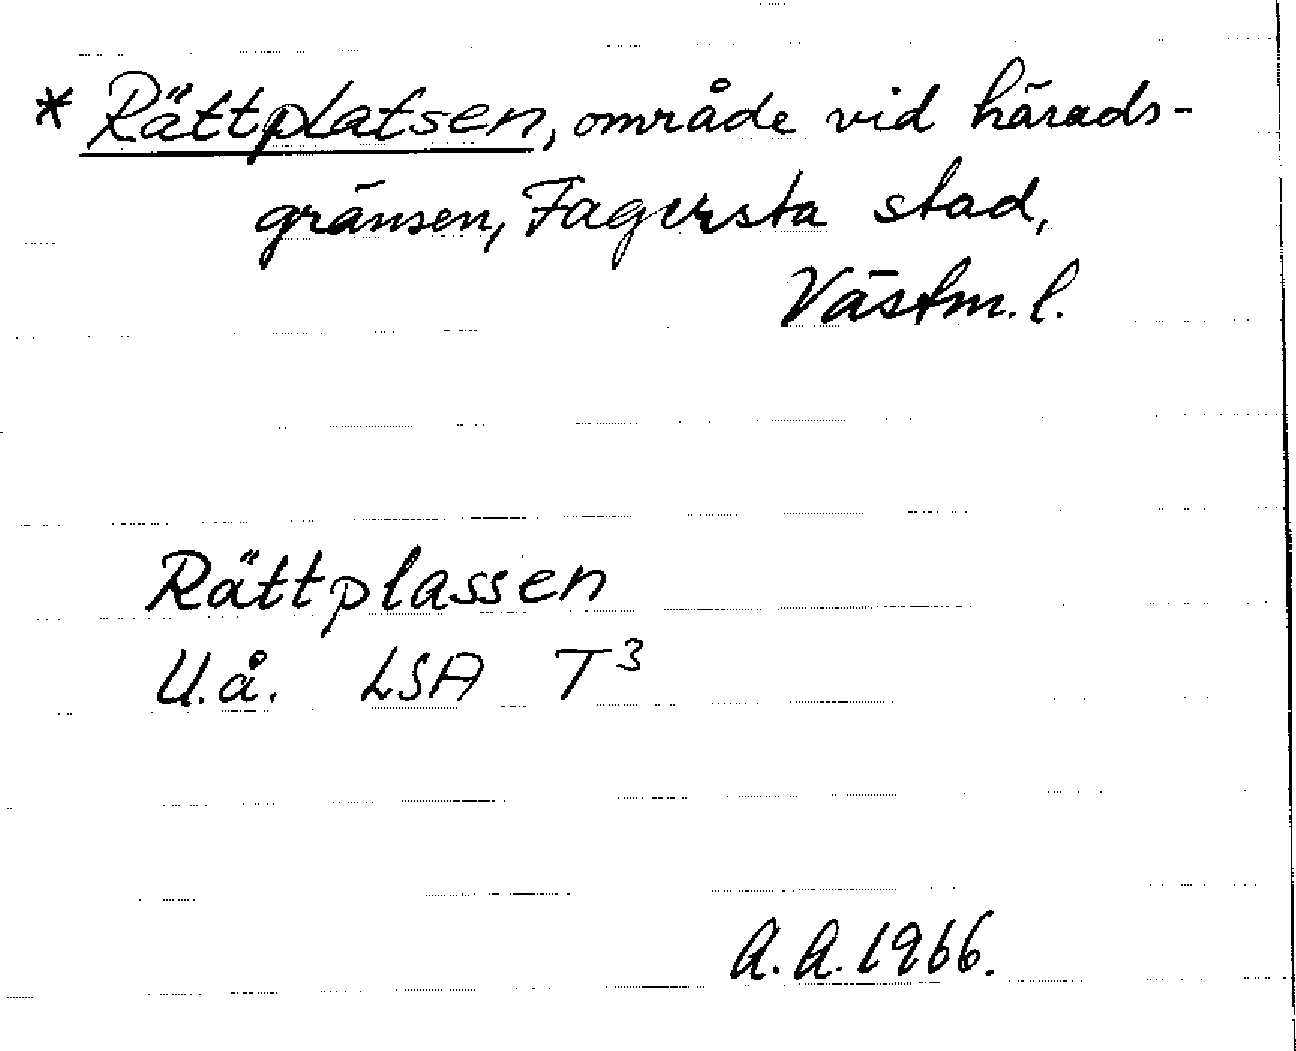 * Rättplatsen, område vid härads-
gränsen, Fagersta stad,
Västm. l.
Rättplassen
U.å. LSA T³
A.A. 1966.